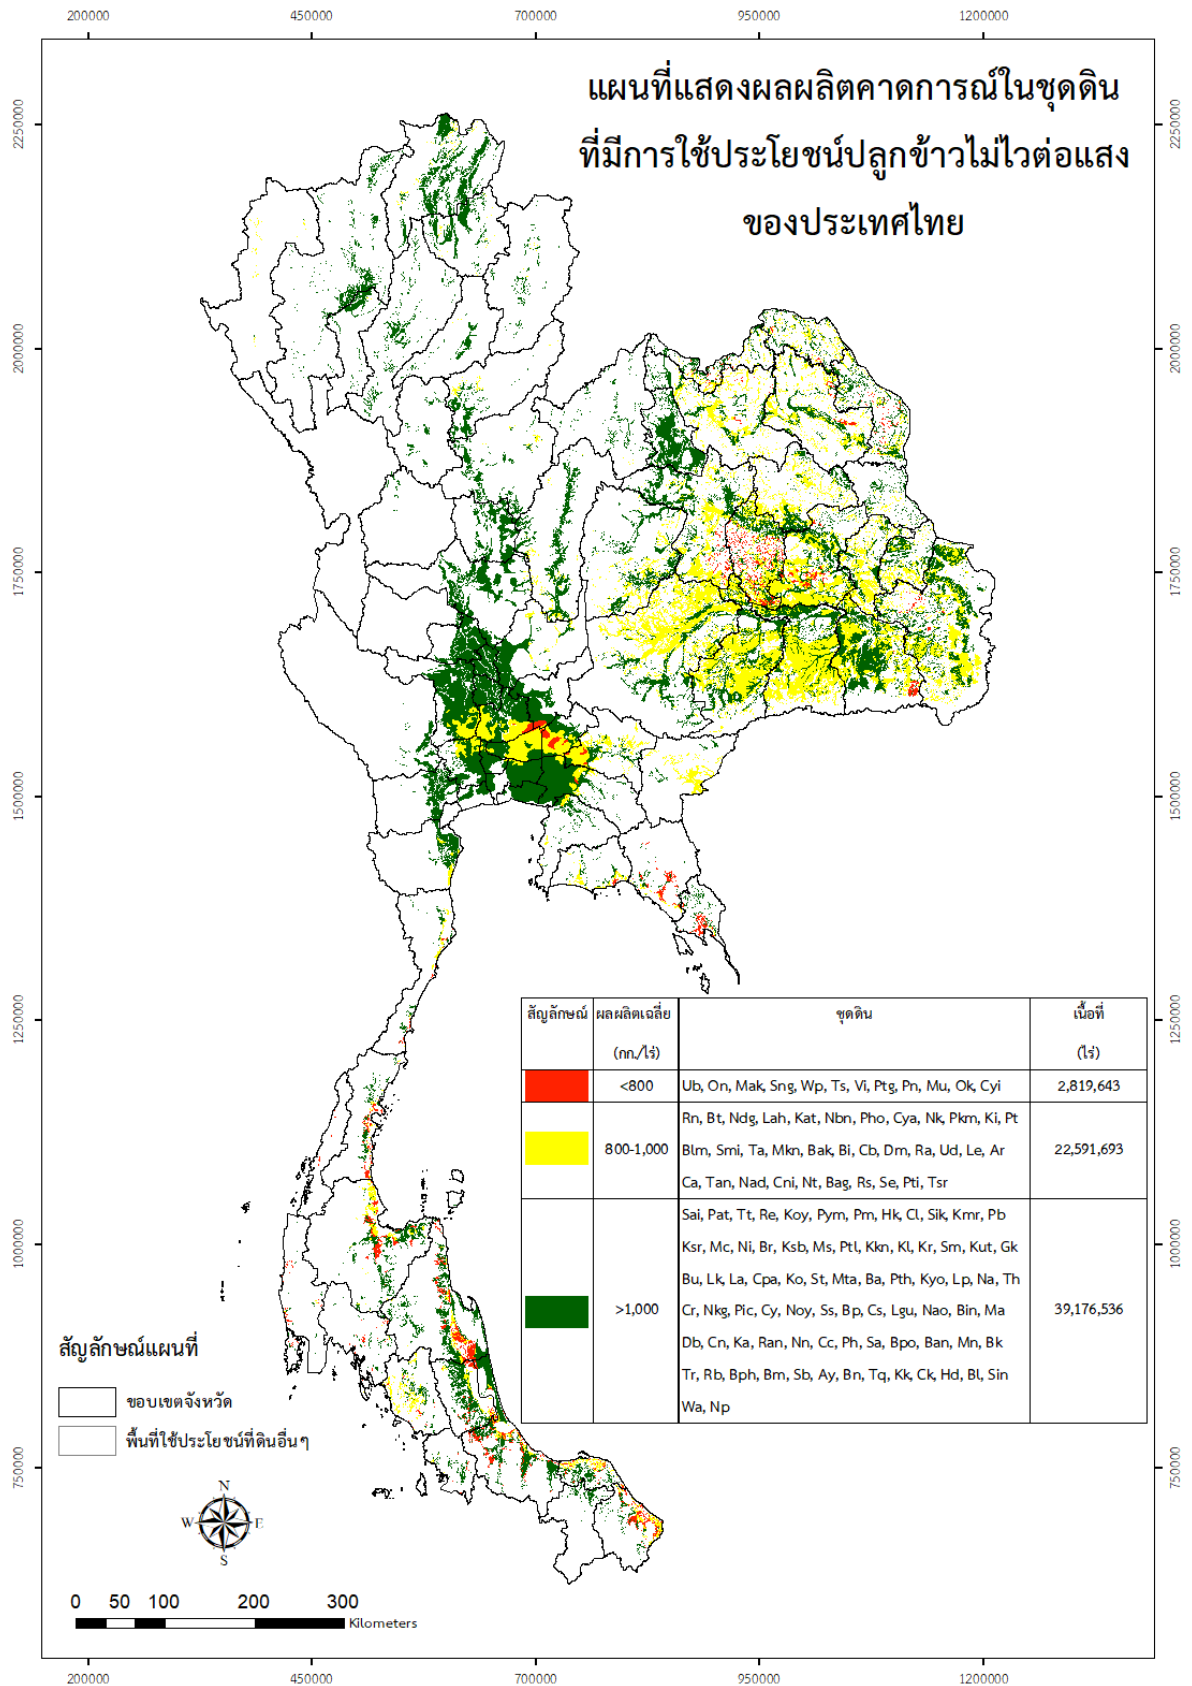 200000 450000 700000 950000 1200000
แผนที่แสดงผลผลิตคาดการณ์ในชุดดิน
ที่มีการใช้ประโยชน์ปลูกข้าวไม่ไวต่อแสง
ของประเทศไทย
2250000 2250000
2000000 2000000
1750000 1750000
1500000 1500000
1250000 1250000
สัญลักษณ์ ผลผลิตเฉลี่ย ชุดดิน เนื้อที่
(กก./ไร่) (ไร่)
<800 Ub, On, Mak, Sng, Wp, Ts, Vi, Ptg, Pn, Mu, Ok, Cyi 2,819,643
Rn, Bt, Ndg, Lah, Kat, Nbn, Pho, Cya, Nk, Pkm, Ki, Pt
800-1,000 Blm, Smi, Ta, Mkn, Bak, Bi, Cb, Dm, Ra, Ud, Le, Ar 22,591,693
Ca, Tan, Nad, Cni, Nt, Bag, Rs, Se, Pti, Tsr
Sai, Pat, Tt, Re, Koy, Pym, Pm, Hk, Cl, Sik, Kmr, Pb
Ksr, Mc, Ni, Br, Ksb, Ms, Ptl, Kkn, Kl, Kr, Sm, Kut, Gk
Bu, Lk, La, Cpa, Ko, St, Mta, Ba, Pth, Kyo, Lp, Na, Th
>1,000 Cr, Nkg, Pic, Cy, Noy, Ss, Bp, Cs, Lgu, Nao, Bin, Ma 39,176,536
Db, Cn, Ka, Ran, Nn, Cc, Ph, Sa, Bpo, Ban, Mn, Bk
Tr, Rb, Bph, Bm, Sb, Ay, Bn, Tq, Kk, Ck, Hd, Bl, Sin
Wa, Np
1000000 1000000
สัญลักษณ์แผนที่
ขอบเขตจังหวัด
พื้นที่ใช้ประโยชน์ที่ดินอื่นๆ
750000 750000
N
W E
S
0 50 100 200 300
Kilometers
200000 450000 700000 950000 1200000